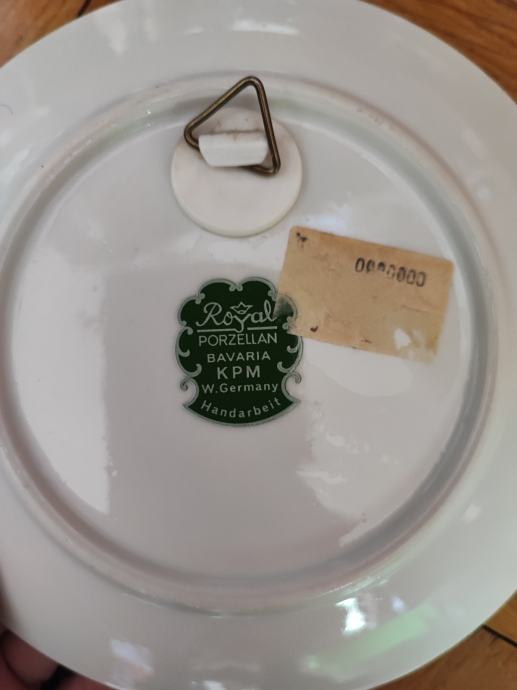 Royal
PORZELLAN
BAVARIA
KPM
W. Germany
Handarbeit